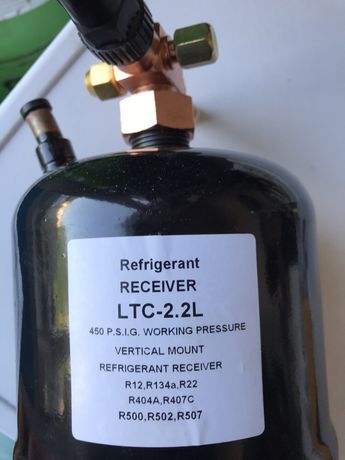 Refrigerant
RECEIVER
LTC-2.2L
450 P.S.I.G. WORKING PRESSURE
VERTICAL MOUNT
REFRIGERANT RECEIVER
R12,R134a,R22
R404A,R407C
R500,R502,R507